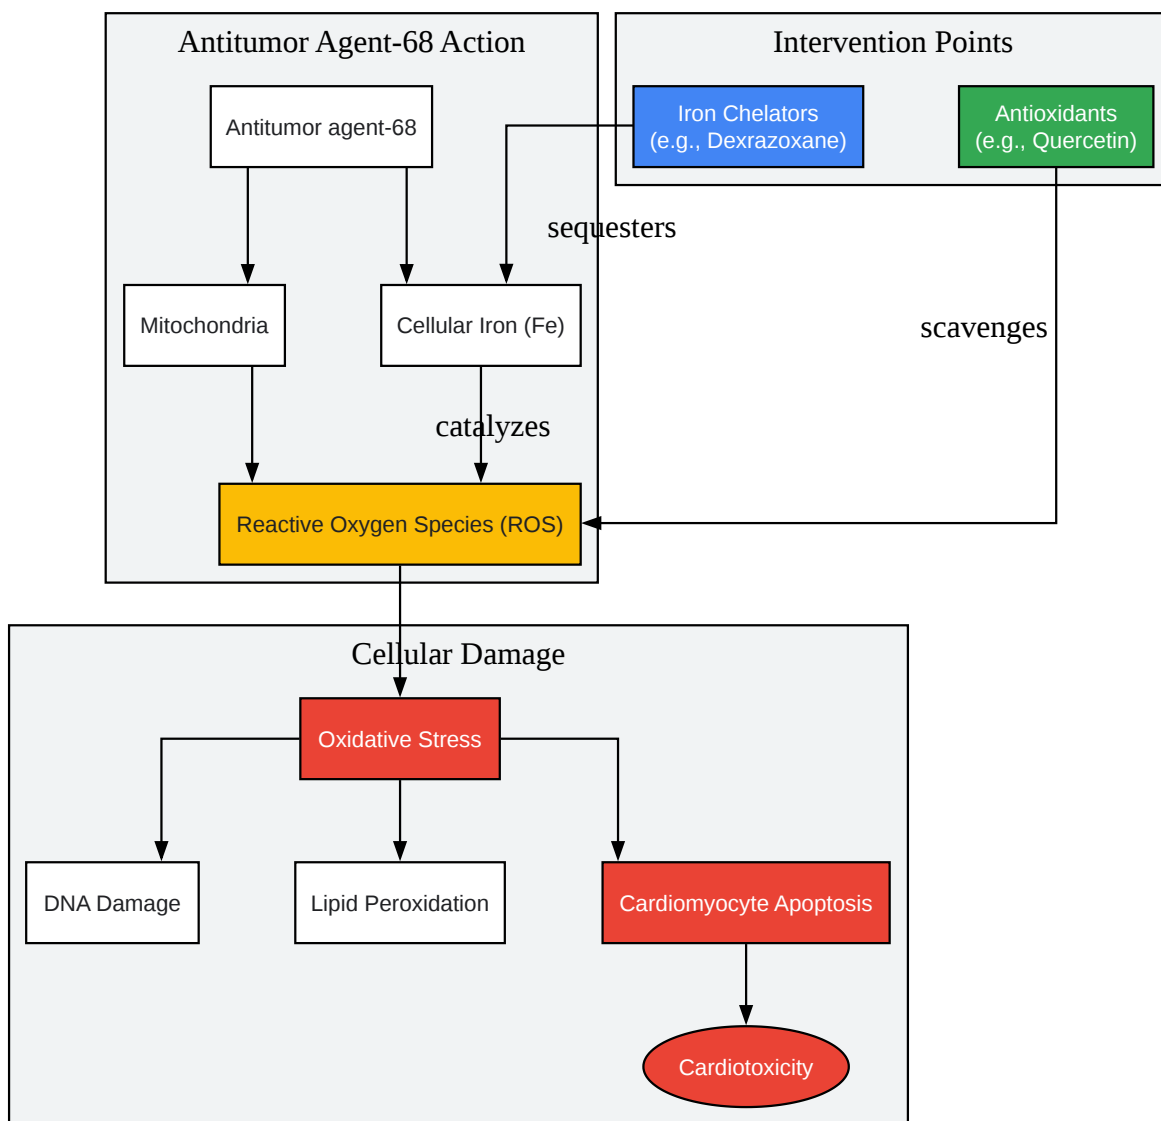 Antitumor Agent-68 Action
Intervention Points
Antitumor agent-68
Iron Chelators
(e.g., Dexrazoxane)
Antioxidants
(e.g., Quercetin)
sequesters
Mitochondria
Cellular Iron (Fe)
scavenges
catalyzes
Reactive Oxygen Species (ROS)
Cellular Damage
Oxidative Stress
DNA Damage
Lipid Peroxidation
Cardiomyocyte Apoptosis
Cardiotoxicity